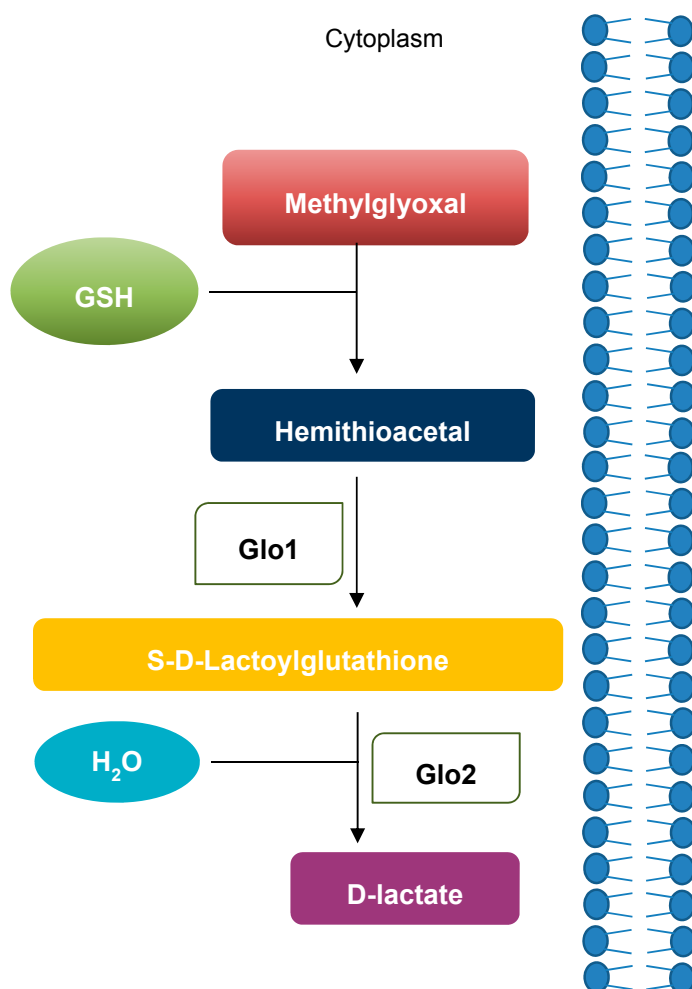 Cytoplasm
Methylglyoxal
GSH
Hemithioacetal
Glo1
S-D-Lactoylglutathione
H₂O
Glo2
D-lactate